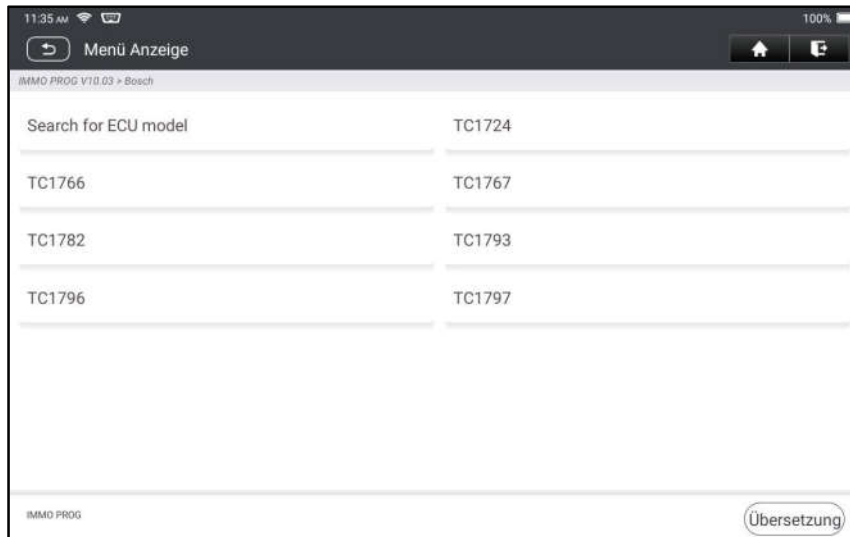 11:35 AM
100%
Menü Anzeige
IMMO PROG V10.03 > Bosch
Search for ECU model
TC1724
TC1766
TC1767
TC1782
TC1793
TC1796
TC1797
IMMO PROG
Übersetzung